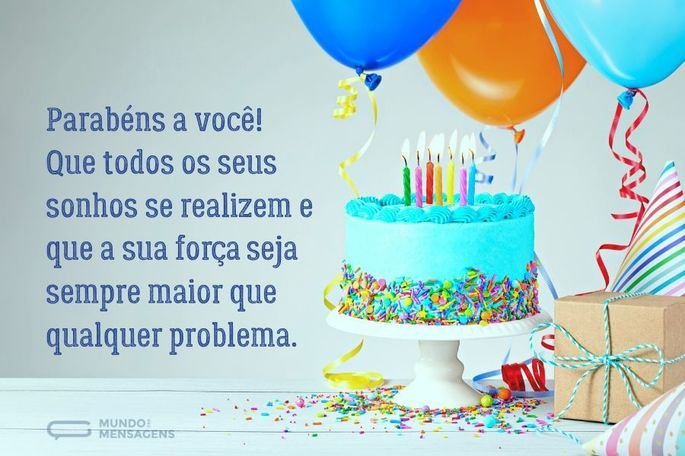 Parabéns a você!
Que todos os seus
sonhos se realizem e
que a sua força seja
sempre maior que
qualquer problema.
MUNDO DAS
MENSAGENS